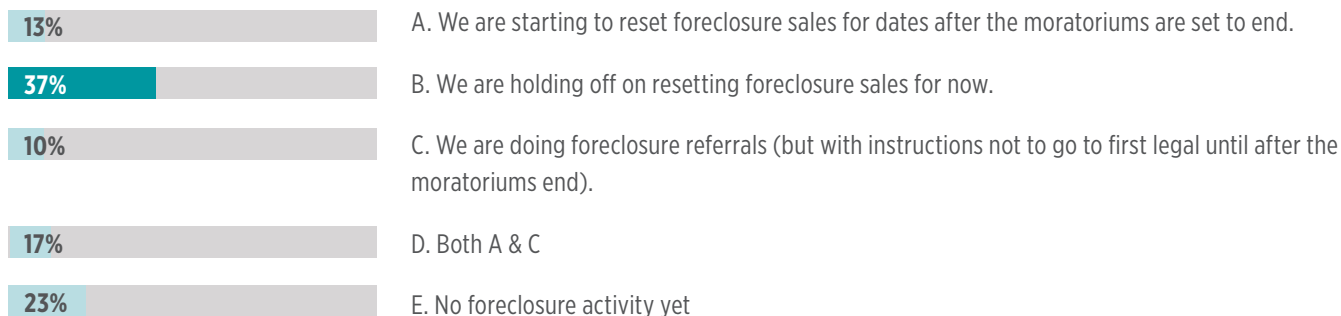 13% A. We are starting to reset foreclosure sales for dates after the moratoriums are set to end.
37% B. We are holding off on resetting foreclosure sales for now.
10% C. We are doing foreclosure referrals (but with instructions not to go to first legal until after the
moratoriums end).
17% D. Both A & C
23% E. No foreclosure activity yet